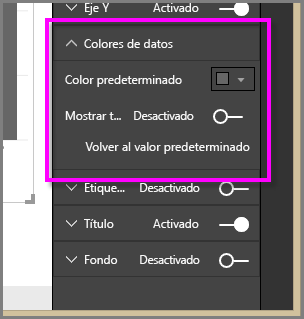 Eje Y Activado
Colores de datos
Color predeterminado
Mostrar t... Desactivado
Volver al valor predeterminado
Etique... Desactivado
Título Activado
Fondo Desactivado